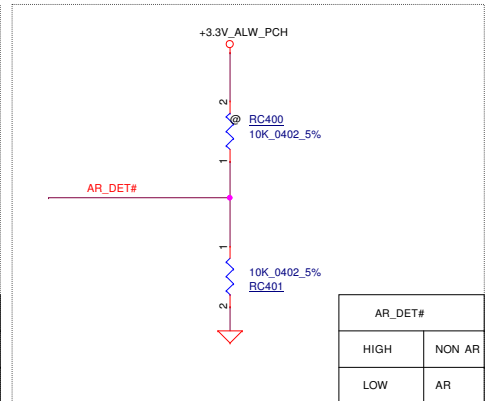 +3.3V_ALW_PCH
2
@ RC400
10K_0402_5%
1
AR_DET#
1
10K_0402_5%
RC401
2
AR_DET#
HIGH NON AR
LOW AR